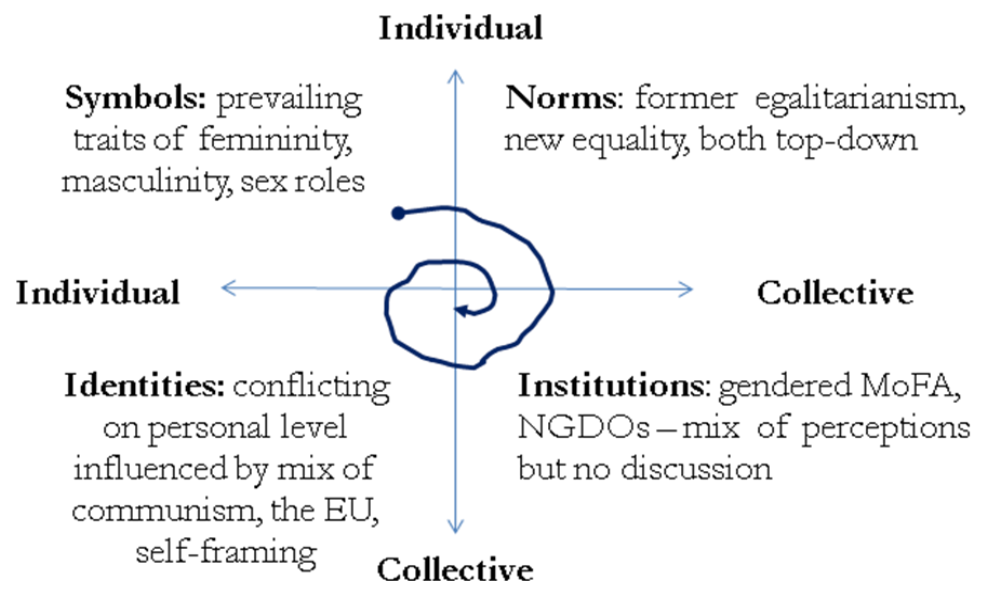 Individual
Symbols: prevailing
traits of femininity,
masculinity, sex roles
Norms: former egalitarianism,
new equality, both top-down
Individual
Collective
Identities: conflicting
on personal level
influenced by mix of
communism, the EU,
self-framing
Institutions: gendered MoFA,
NGDOs – mix of perceptions
but no discussion
Collective